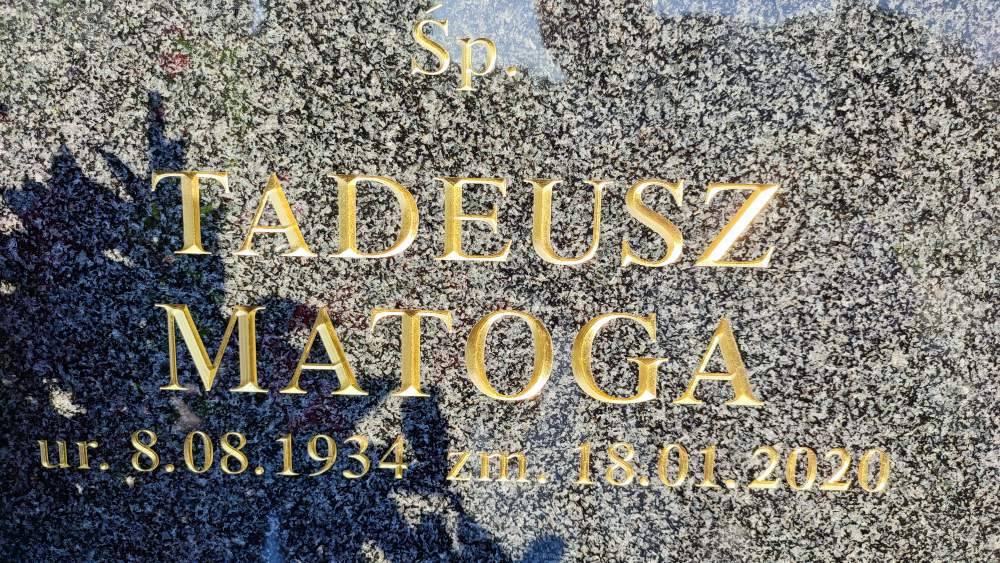 Śp.
TADEUSZ
MATOGA
ur. 8.08.1934 zm. 18.01.2020